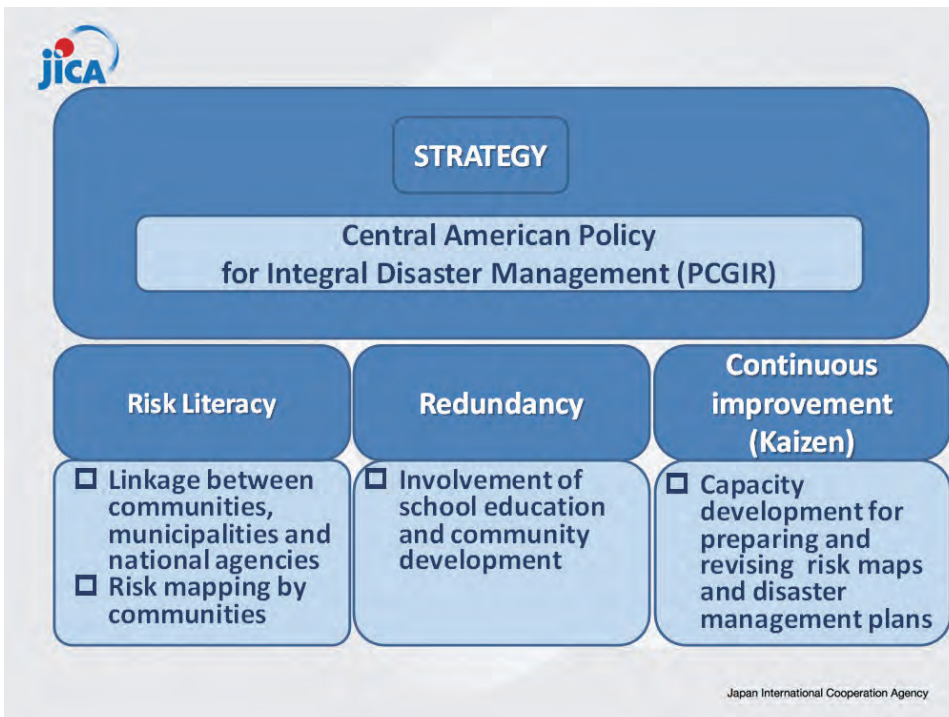 jICA
STRATEGY
Central American Policy
for Integral Disaster Management (PCGIR)
Risk Literacy
Linkage between
communities,
municipalities and
national agencies
Risk mapping by
communities
Redundancy
Involvement of
school education
and community
development
Continuous
improvement
(Kaizen)
Capacity
development for
preparing and
revising risk maps
and disaster
management plans
Japan International Cooperation Agency